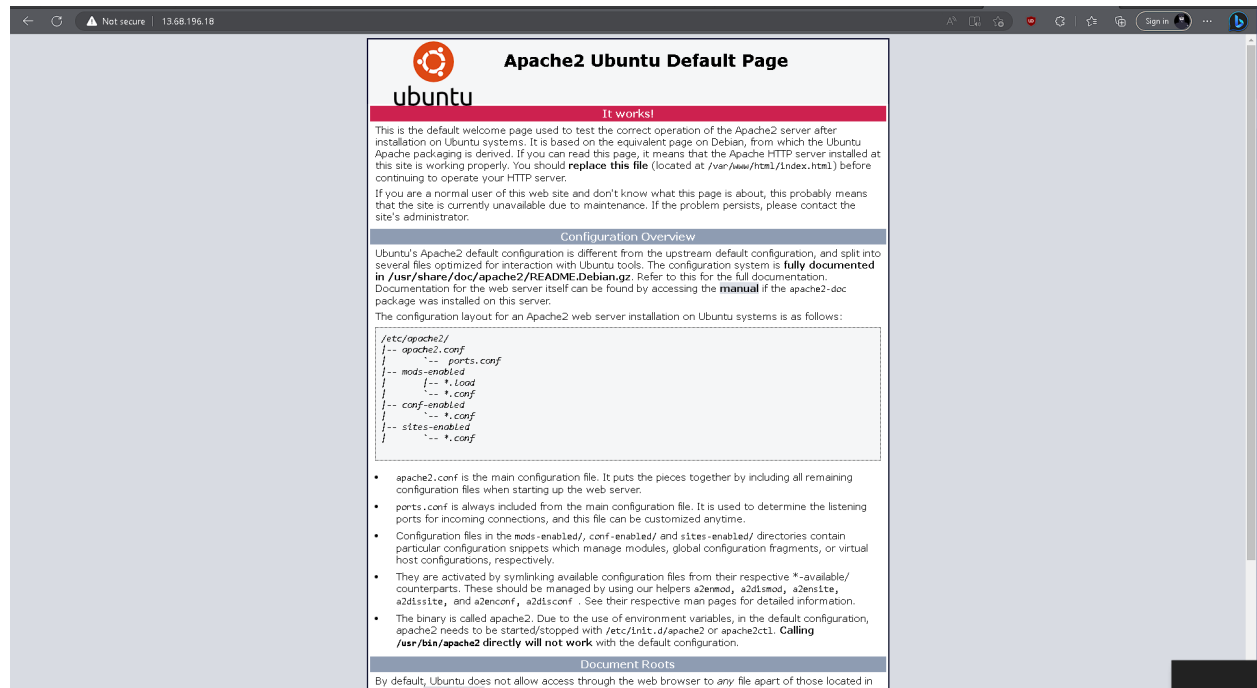 Not secure | 13.68.196.18
Sign in
ubuntu
Apache2 Ubuntu Default Page
It works!
This is the default welcome page used to test the correct operation of the Apache2 server after
installation on Ubuntu systems. It is based on the equivalent page on Debian, from which the Ubuntu
Apache packaging is derived. If you can read this page, it means that the Apache HTTP server installed at
this site is working properly. You should replace this file (located at /var/www/html/index.html) before
continuing to operate your HTTP server.
If you are a normal user of this web site and don't know what this page is about, this probably means
that the site is currently unavailable due to maintenance. If the problem persists, please contact the
site's administrator.
Configuration Overview
Ubuntu's Apache2 default configuration is different from the upstream default configuration, and split into
several files optimized for interaction with Ubuntu tools. The configuration system is fully documented
in /usr/share/doc/apache2/README.Debian.gz. Refer to this for the full documentation.
Documentation for the web server itself can be found by accessing the manual if the apache2-doc
package was installed on this server.
The configuration layout for an Apache2 web server installation on Ubuntu systems is as follows:
/etc/apache2/
|-- apache2.conf
|       `--  ports.conf
|-- mods-enabled
|       |-- *.load
|       `-- *.conf
|-- conf-enabled
|       `-- *.conf
|-- sites-enabled
|       `-- *.conf
• apache2.conf is the main configuration file. It puts the pieces together by including all remaining
configuration files when starting up the web server.
• ports.conf is always included from the main configuration file. It is used to determine the listening
ports for incoming connections, and this file can be customized anytime.
• Configuration files in the mods-enabled/, conf-enabled/ and sites-enabled/ directories contain
particular configuration snippets which manage modules, global configuration fragments, or virtual
host configurations, respectively.
• They are activated by symlinking available configuration files from their respective *-available/
counterparts. These should be managed by using our helpers a2enmod, a2dismod, a2ensite,
a2dissite, and a2enconf, a2disconf . See their respective man pages for detailed information.
• The binary is called apache2. Due to the use of environment variables, in the default configuration,
apache2 needs to be started/stopped with /etc/init.d/apache2 or apache2ctl. Calling
/usr/bin/apache2 directly will not work with the default configuration.
Document Roots
By default, Ubuntu does not allow access through the web browser to any file apart of those located in